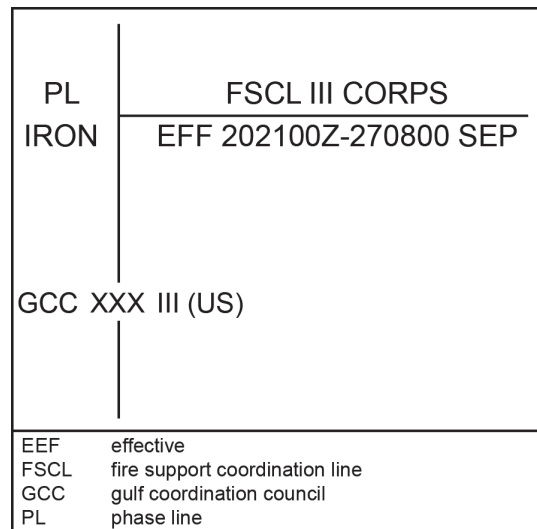 PL
IRON
FSCL III CORPS
EFF 202100Z-270800 SEP
GCC XXX III (US)
EEF effective
FSCL fire support coordination line
GCC gulf coordination council
PL phase line